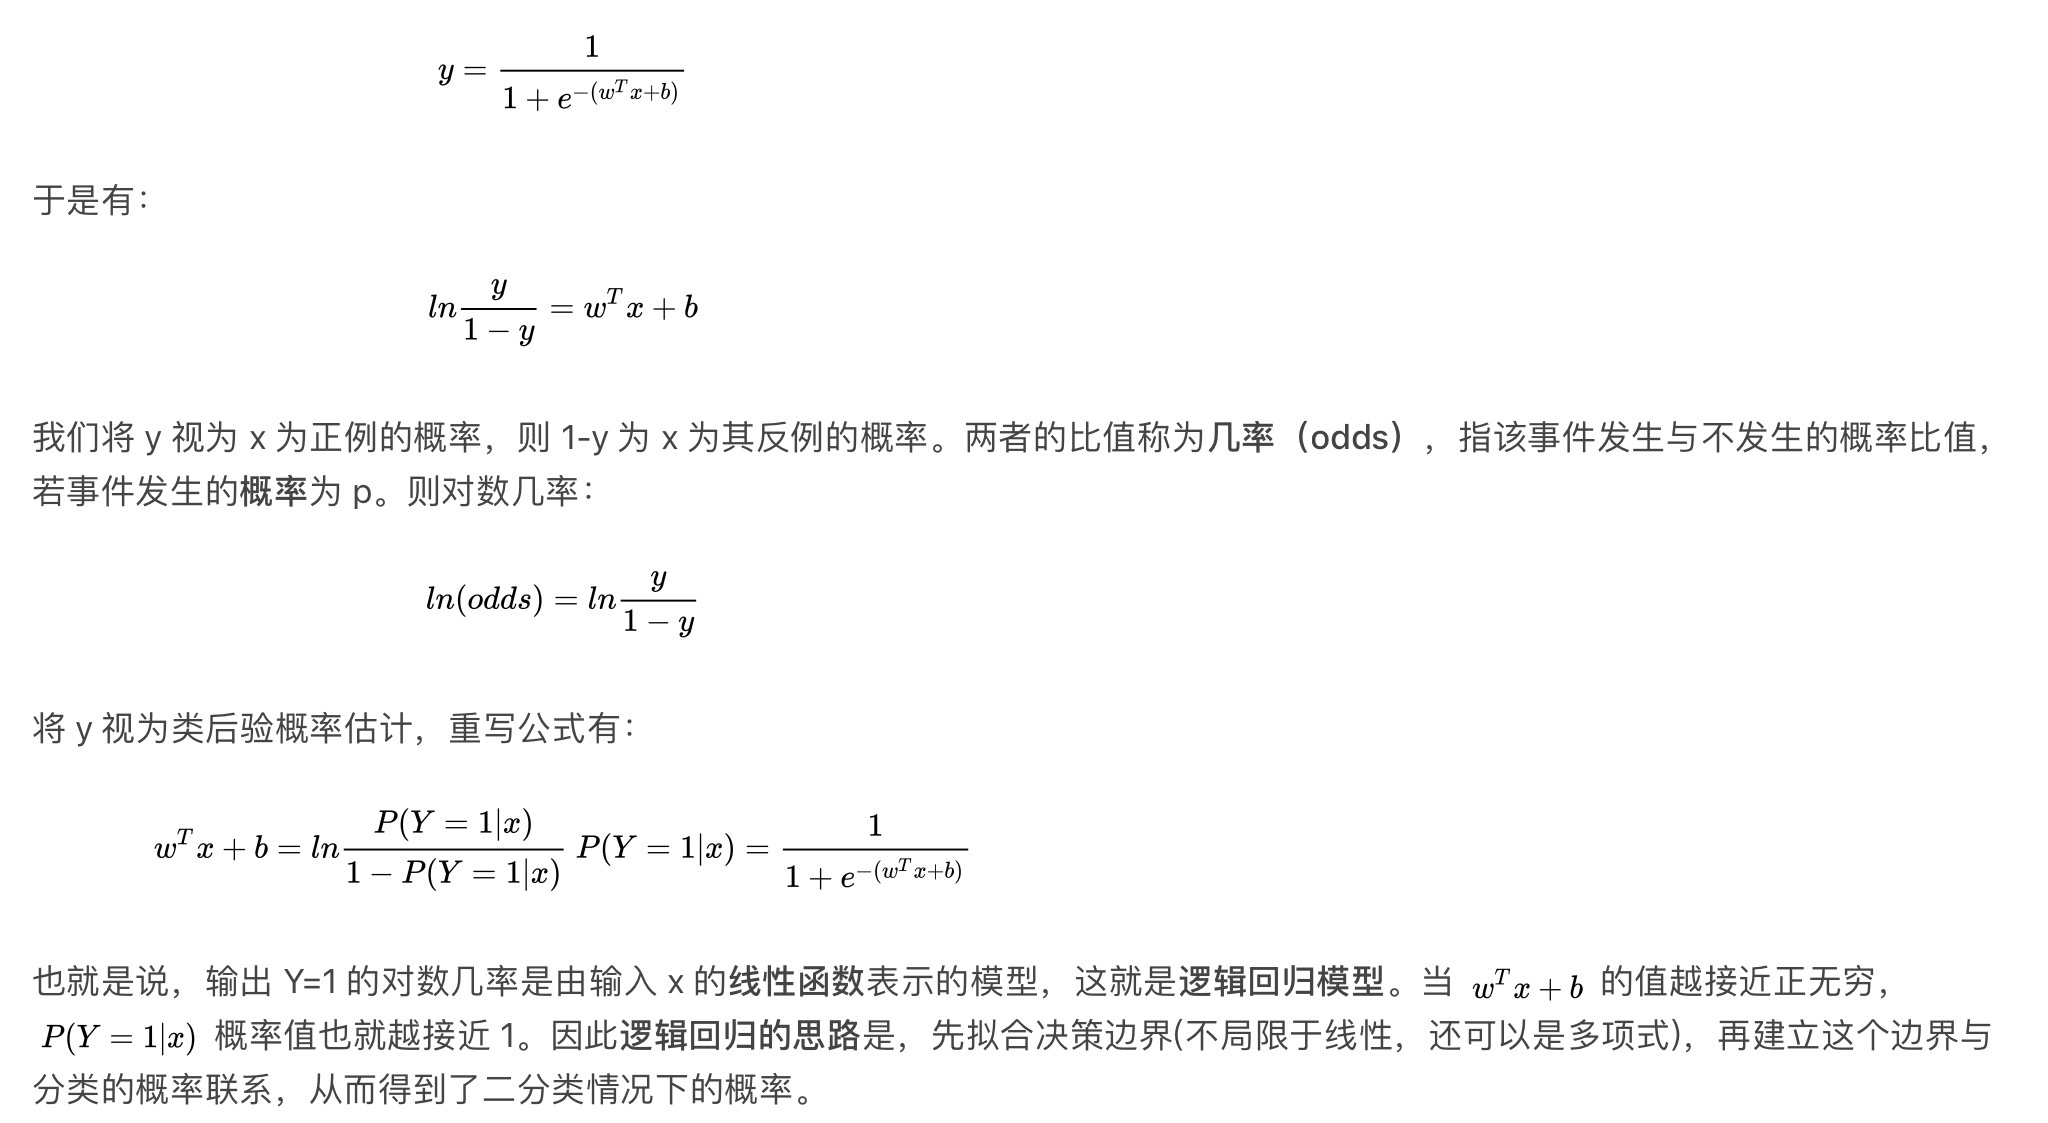 y = \frac{1}{1 + e^{-(w^T x + b)}}
于是有：
ln \frac{y}{1 - y} = w^T x + b
我们将 y 视为 x 为正例的概率，则 1-y 为 x 为其反例的概率。两者的比值称为几率（odds），指该事件发生与不发生的概率比值，
若事件发生的概率为 p。则对数几率：
ln(odds) = ln \frac{y}{1 - y}
将 y 视为类后验概率估计，重写公式有：
w^T x + b = ln \frac{P(Y = 1|x)}{1 - P(Y = 1|x)} P(Y = 1|x) = \frac{1}{1 + e^{-(w^T x + b)}}
也就是说，输出 Y=1 的对数几率是由输入 x 的线性函数表示的模型，这就是逻辑回归模型。当 w^T x + b 的值越接近正无穷，
P(Y = 1|x) 概率值也就越接近 1。因此逻辑回归的思路是，先拟合决策边界(不局限于线性，还可以是多项式)，再建立这个边界与
分类的概率联系，从而得到了二分类情况下的概率。